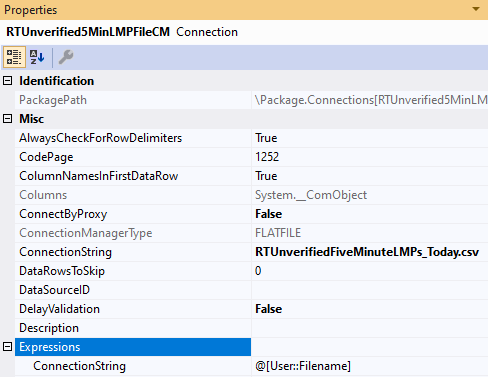 Properties
RTUnverified5MinLMPFileCM Connection
Identification
PackagePath \Package.Connections[RTUnverified5MinLM
Misc
AlwaysCheckForRowDelimiters True
CodePage 1252
ColumnNamesInFirstDataRow True
Columns System.__ComObject
ConnectByProxy False
ConnectionManagerType FLATFILE
ConnectionString RTUnverifiedFiveMinuteLMPs_Today.csv
DataRowsToSkip 0
DataSourceID
DelayValidation False
Description
Expressions
ConnectionString @[User::Filename]